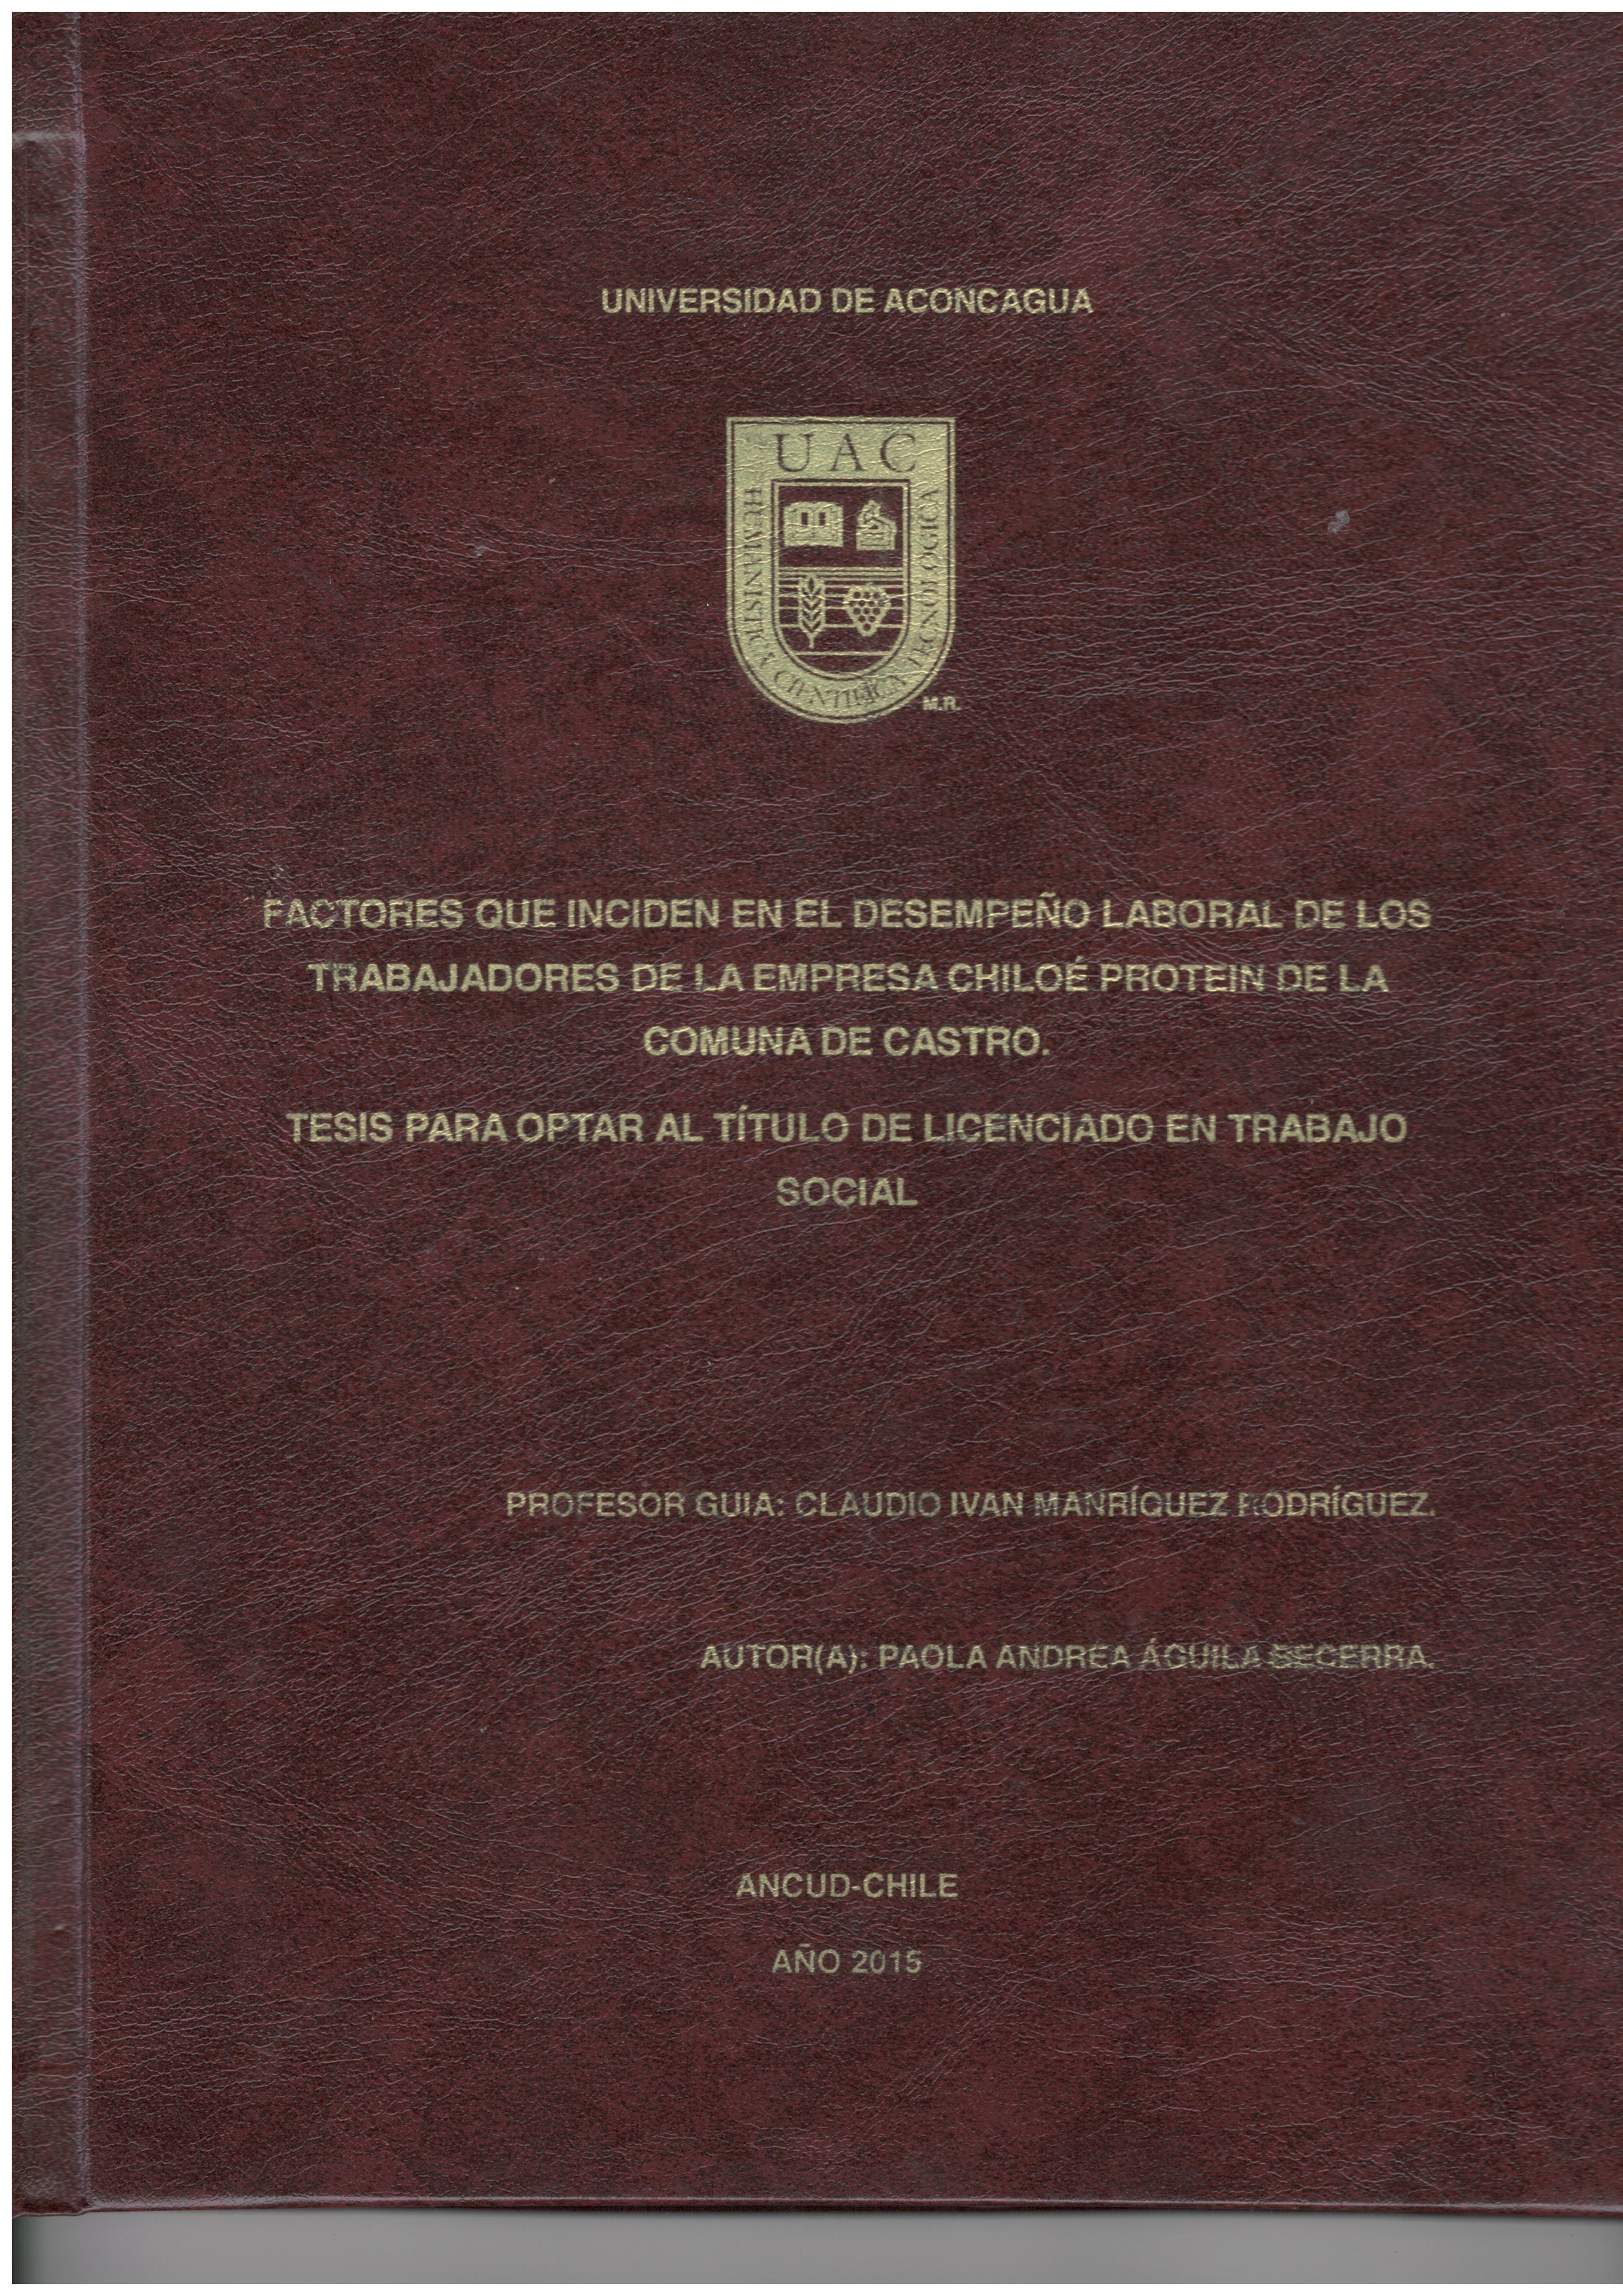 UNIVERSIDAD DE ACONCAGUA
UAC
HUMANISTICA CIENTIFICA TECNOLOGICA
M.R.
FACTORES QUE INCIDEN EN EL DESEMPEÑO LABORAL DE LOS
TRABAJADORES DE LA EMPRESA CHILOÉ PROTEIN DE LA
COMUNA DE CASTRO.
TESIS PARA OPTAR AL TÍTULO DE LICENCIADO EN TRABAJO
SOCIAL
PROFESOR GUIA: CLAUDIO IVAN MANRÍQUEZ RODRÍGUEZ.
AUTOR(A): PAOLA ANDREA ÁGUILA BECERRA.
ANCUD-CHILE
AÑO 2015